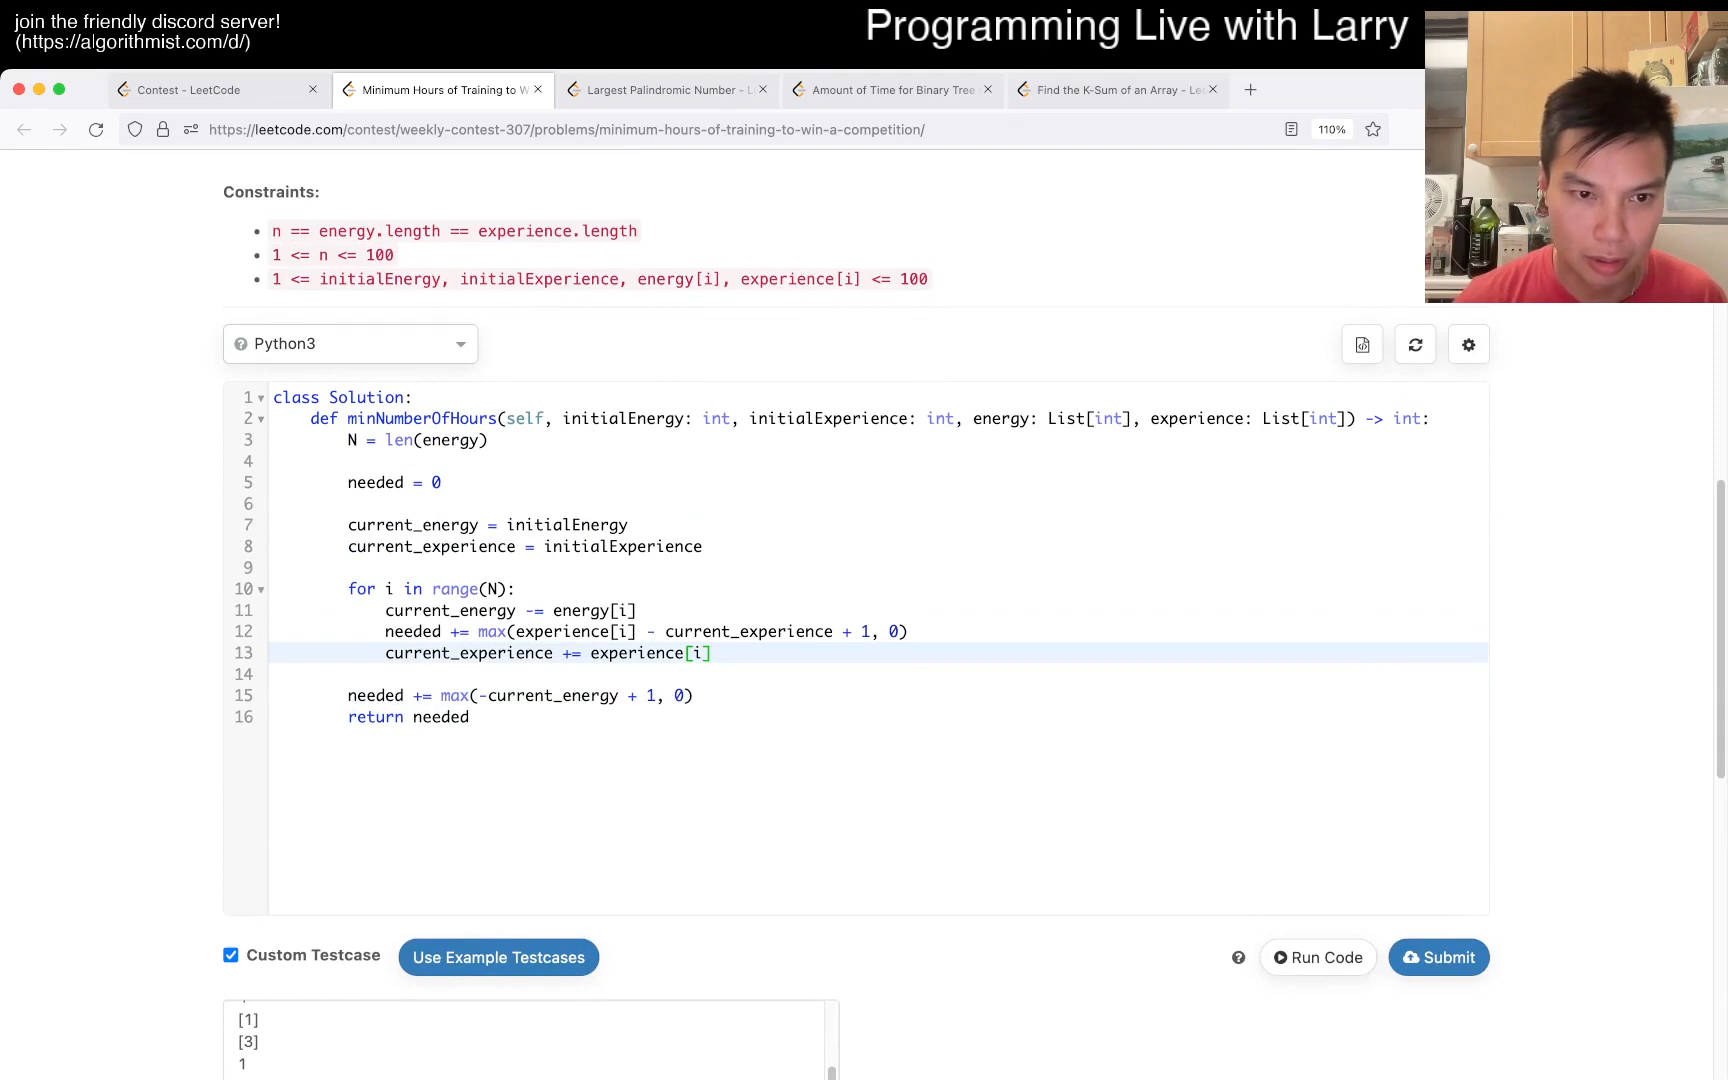 join the friendly discord server!
(https://algorithmist.com/d/)
Programming Live with Larry
Contest - LeetCode
Minimum Hours of Training to W
Largest Palindromic Number - L
Amount of Time for Binary Tree
Find the K-Sum of an Array - Le
https://leetcode.com/contest/weekly-contest-307/problems/minimum-hours-of-training-to-win-a-competition/
110%
Constraints:
n == energy.length == experience.length
1 <= n <= 100
1 <= initialEnergy, initialExperience, energy[i], experience[i] <= 100
Python3
1 class Solution:
2 def minNumberOfHours(self, initialEnergy: int, initialExperience: int, energy: List[int], experience: List[int]) -> int:
3 N = len(energy)
4
5 needed = 0
6
7 current_energy = initialEnergy
8 current_experience = initialExperience
9
10 for i in range(N):
11 current_energy -= energy[i]
12 needed += max(experience[i] - current_experience + 1, 0)
13 current_experience += experience[i]
14
15 needed += max(-current_energy + 1, 0)
16 return needed
Custom Testcase
Use Example Testcases
Run Code
Submit
[1]
[3]
1